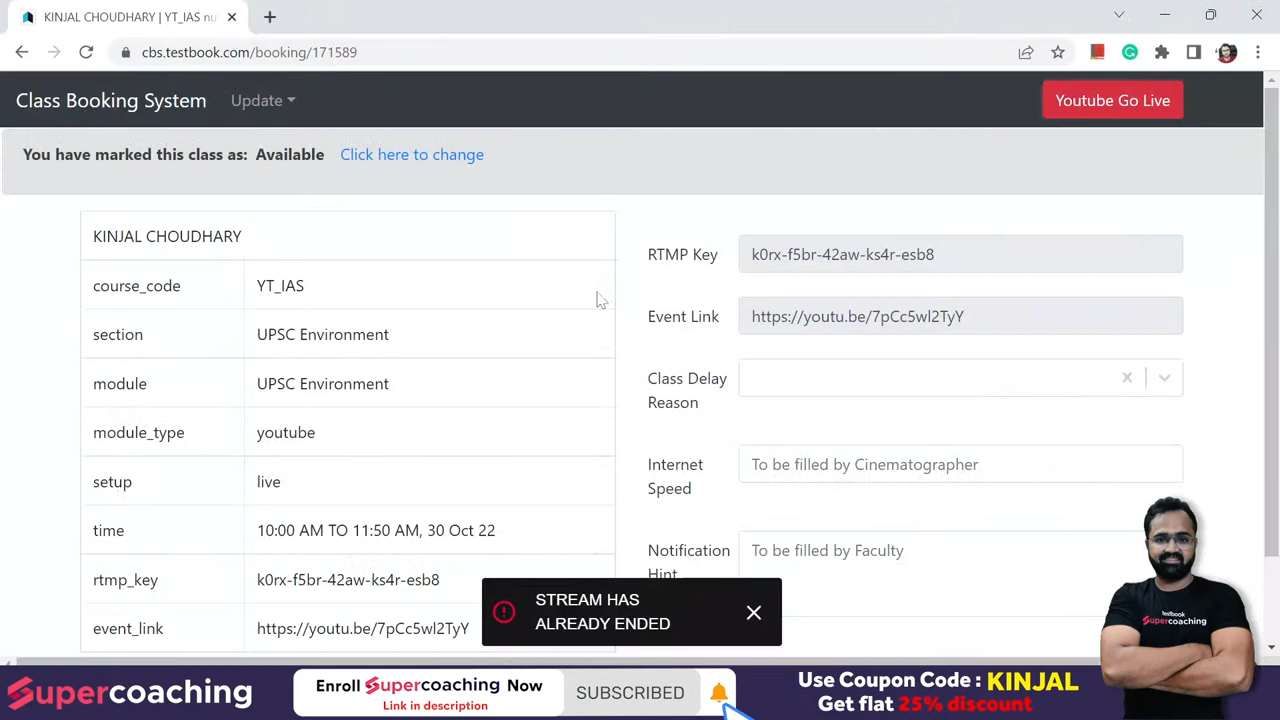 KINJAL CHOUDHARY | YT_IAS nu
cbs.testbook.com/booking/171589
Class Booking System
Update
Youtube Go Live
You have marked this class as: Available Click here to change
KINJAL CHOUDHARY
course_code YT_IAS
section UPSC Environment
module UPSC Environment
module_type youtube
setup live
time 10:00 AM TO 11:50 AM, 30 Oct 22
rtmp_key k0rx-f5br-42aw-ks4r-esb8
event_link https://youtu.be/7pCc5wl2TyY
RTMP Key k0rx-f5br-42aw-ks4r-esb8
Event Link https://youtu.be/7pCc5wl2TyY
Class Delay
Reason
Internet
Speed
To be filled by Cinematographer
Notification
Hint
To be filled by Faculty
STREAM HAS
ALREADY ENDED
testbook
Supercoaching
Supercoaching
Enroll Supercoaching Now
Link in description
SUBSCRIBED
Use Coupon Code : KINJAL
Get flat 25% discount